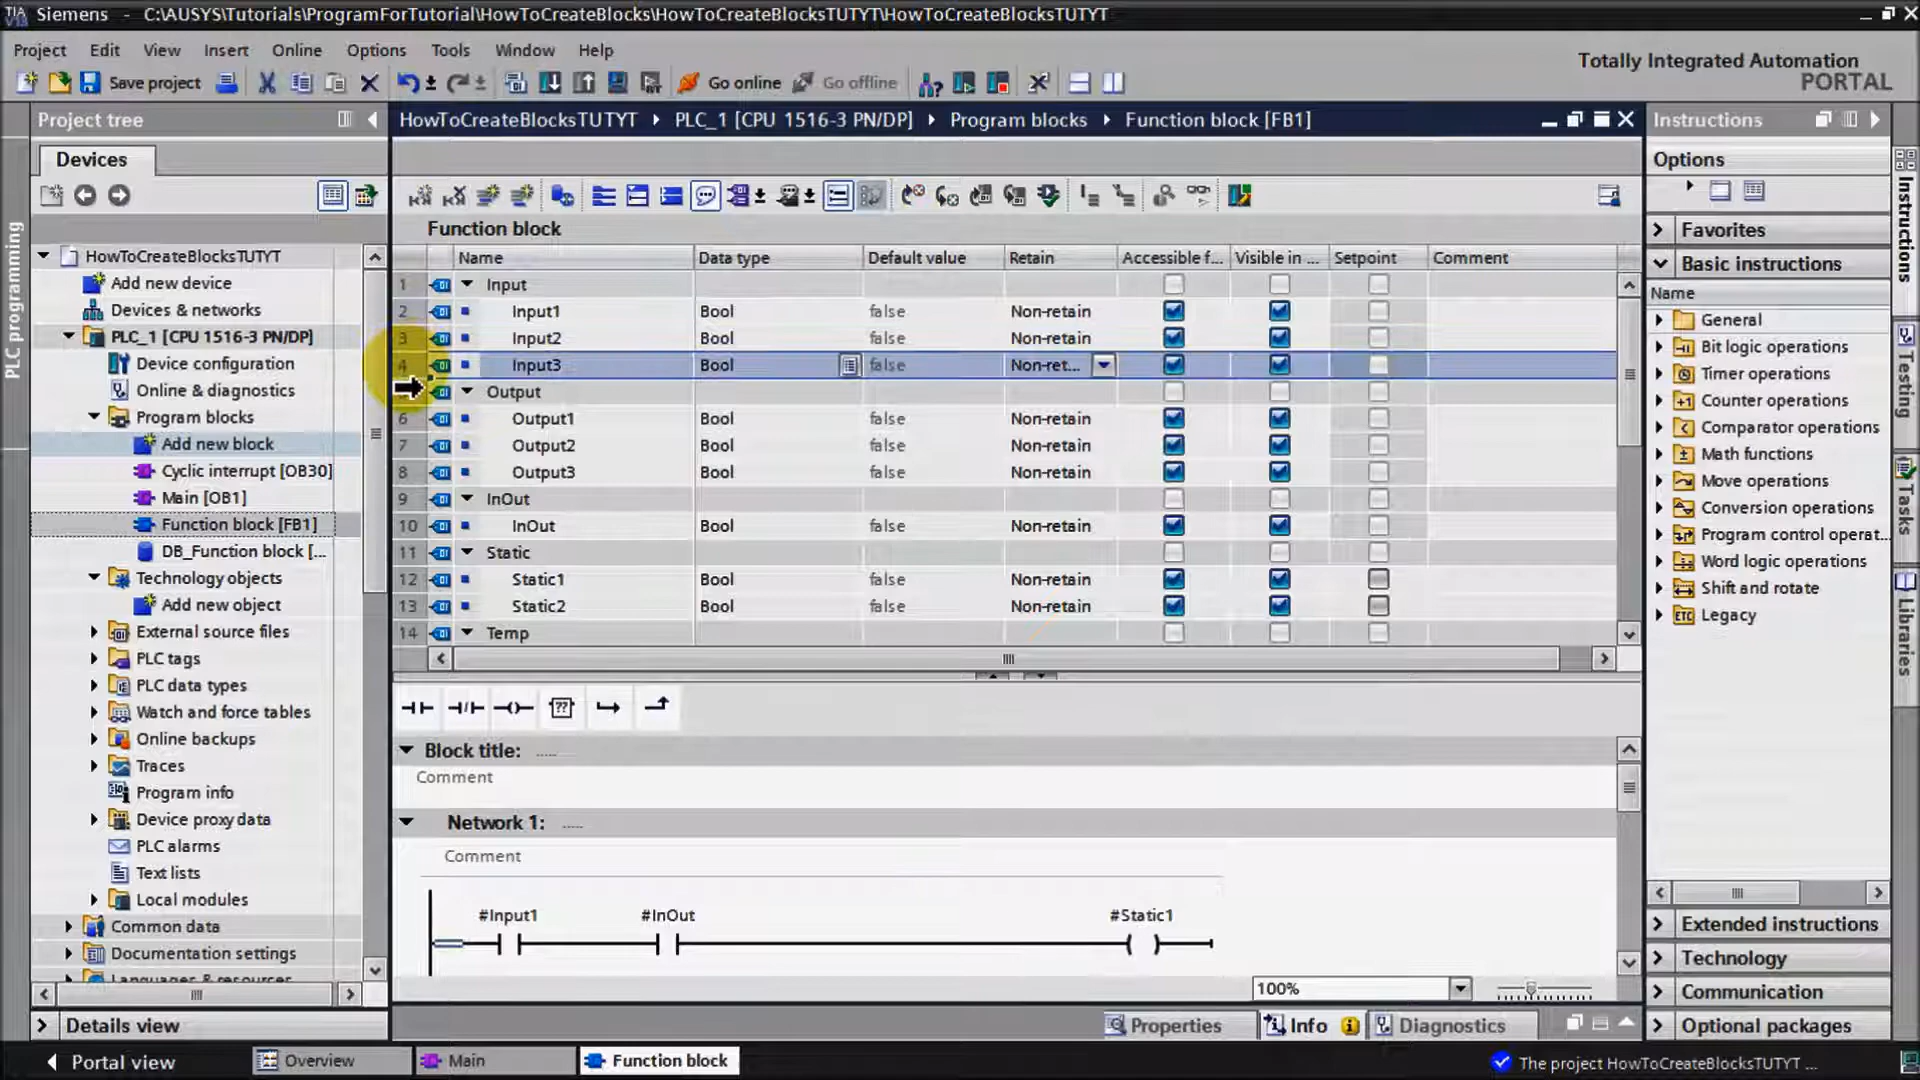 Siemens - C:\AUSYS\Tutorials\ProgramForTutorial\HowToCreateBlocks\HowToCreateBlocksTUTYT\HowToCreateBlocksTUTYT
Project Edit View Insert Online Options Tools Window Help
Totally Integrated Automation
PORTAL
Save project Go online Go offline
Project tree
HowToCreateBlocksTUTYT PLC_1 [CPU 1516-3 PN/DP] Program blocks Function block [FB1]
Instructions
Devices
Options
PLC programming
Function block
HowToCreateBlocksTUTYT
Add new device
Devices & networks
PLC_1 [CPU 1516-3 PN/DP]
Device configuration
Online & diagnostics
Program blocks
Add new block
Cyclic interrupt [OB30]
Main [OB1]
Function block [FB1]
DB_Function block [...
Technology objects
Add new object
External source files
PLC tags
PLC data types
Watch and force tables
Online backups
Traces
Program info
Device proxy data
PLC alarms
Text lists
Local modules
Common data
Documentation settings
Languages & resources
Details view
Name Data type Default value Retain Accessible f... Visible in ... Setpoint Comment
1 Input
2 Input1 Bool false Non-retain
3 Input2 Bool false Non-retain
4 Input3 Bool false Non-ret...
Output
6 Output1 Bool false Non-retain
7 Output2 Bool false Non-retain
8 Output3 Bool false Non-retain
9 InOut
10 InOut Bool false Non-retain
11 Static
12 Static1 Bool false Non-retain
13 Static2 Bool false Non-retain
14 Temp
??
Block title: .....
Comment
Network 1: .....
Comment
#Input1 #InOut #Static1
100%
Properties Info Diagnostics
Favorites
Basic instructions
Name
General
Bit logic operations
Timer operations
Counter operations
Comparator operations
Math functions
Move operations
Conversion operations
Program control operat...
Word logic operations
Shift and rotate
Legacy
Extended instructions
Technology
Communication
Optional packages
Instructions
Testing
Tasks
Libraries
Portal view Overview Main Function block
The project HowToCreateBlocksTUTYT ...